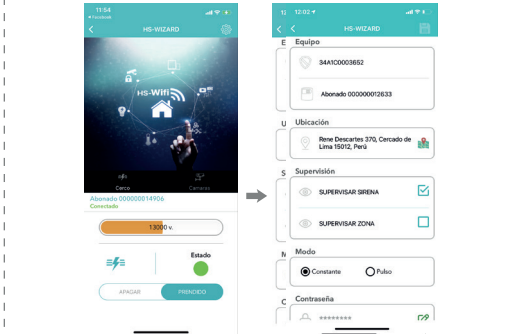 11:54
Facebook
HS-WIZARD
HS-Wifi
Cerco
Cámaras
Abonado 000000014906
Conectado
13000 v.
Estado
APAGAR
PRENDIDO
12:02
HS-WIZARD
E
Equipo
34A1C0003652
Abonado 000000012633
U
Ubicación
Rene Descartes 370, Cercado de
Lima 15012, Perú
S
Supervisión
SUPERVISAR SIRENA
SUPERVISAR ZONA
M
Modo
Constante
Pulso
C
Contraseña
********